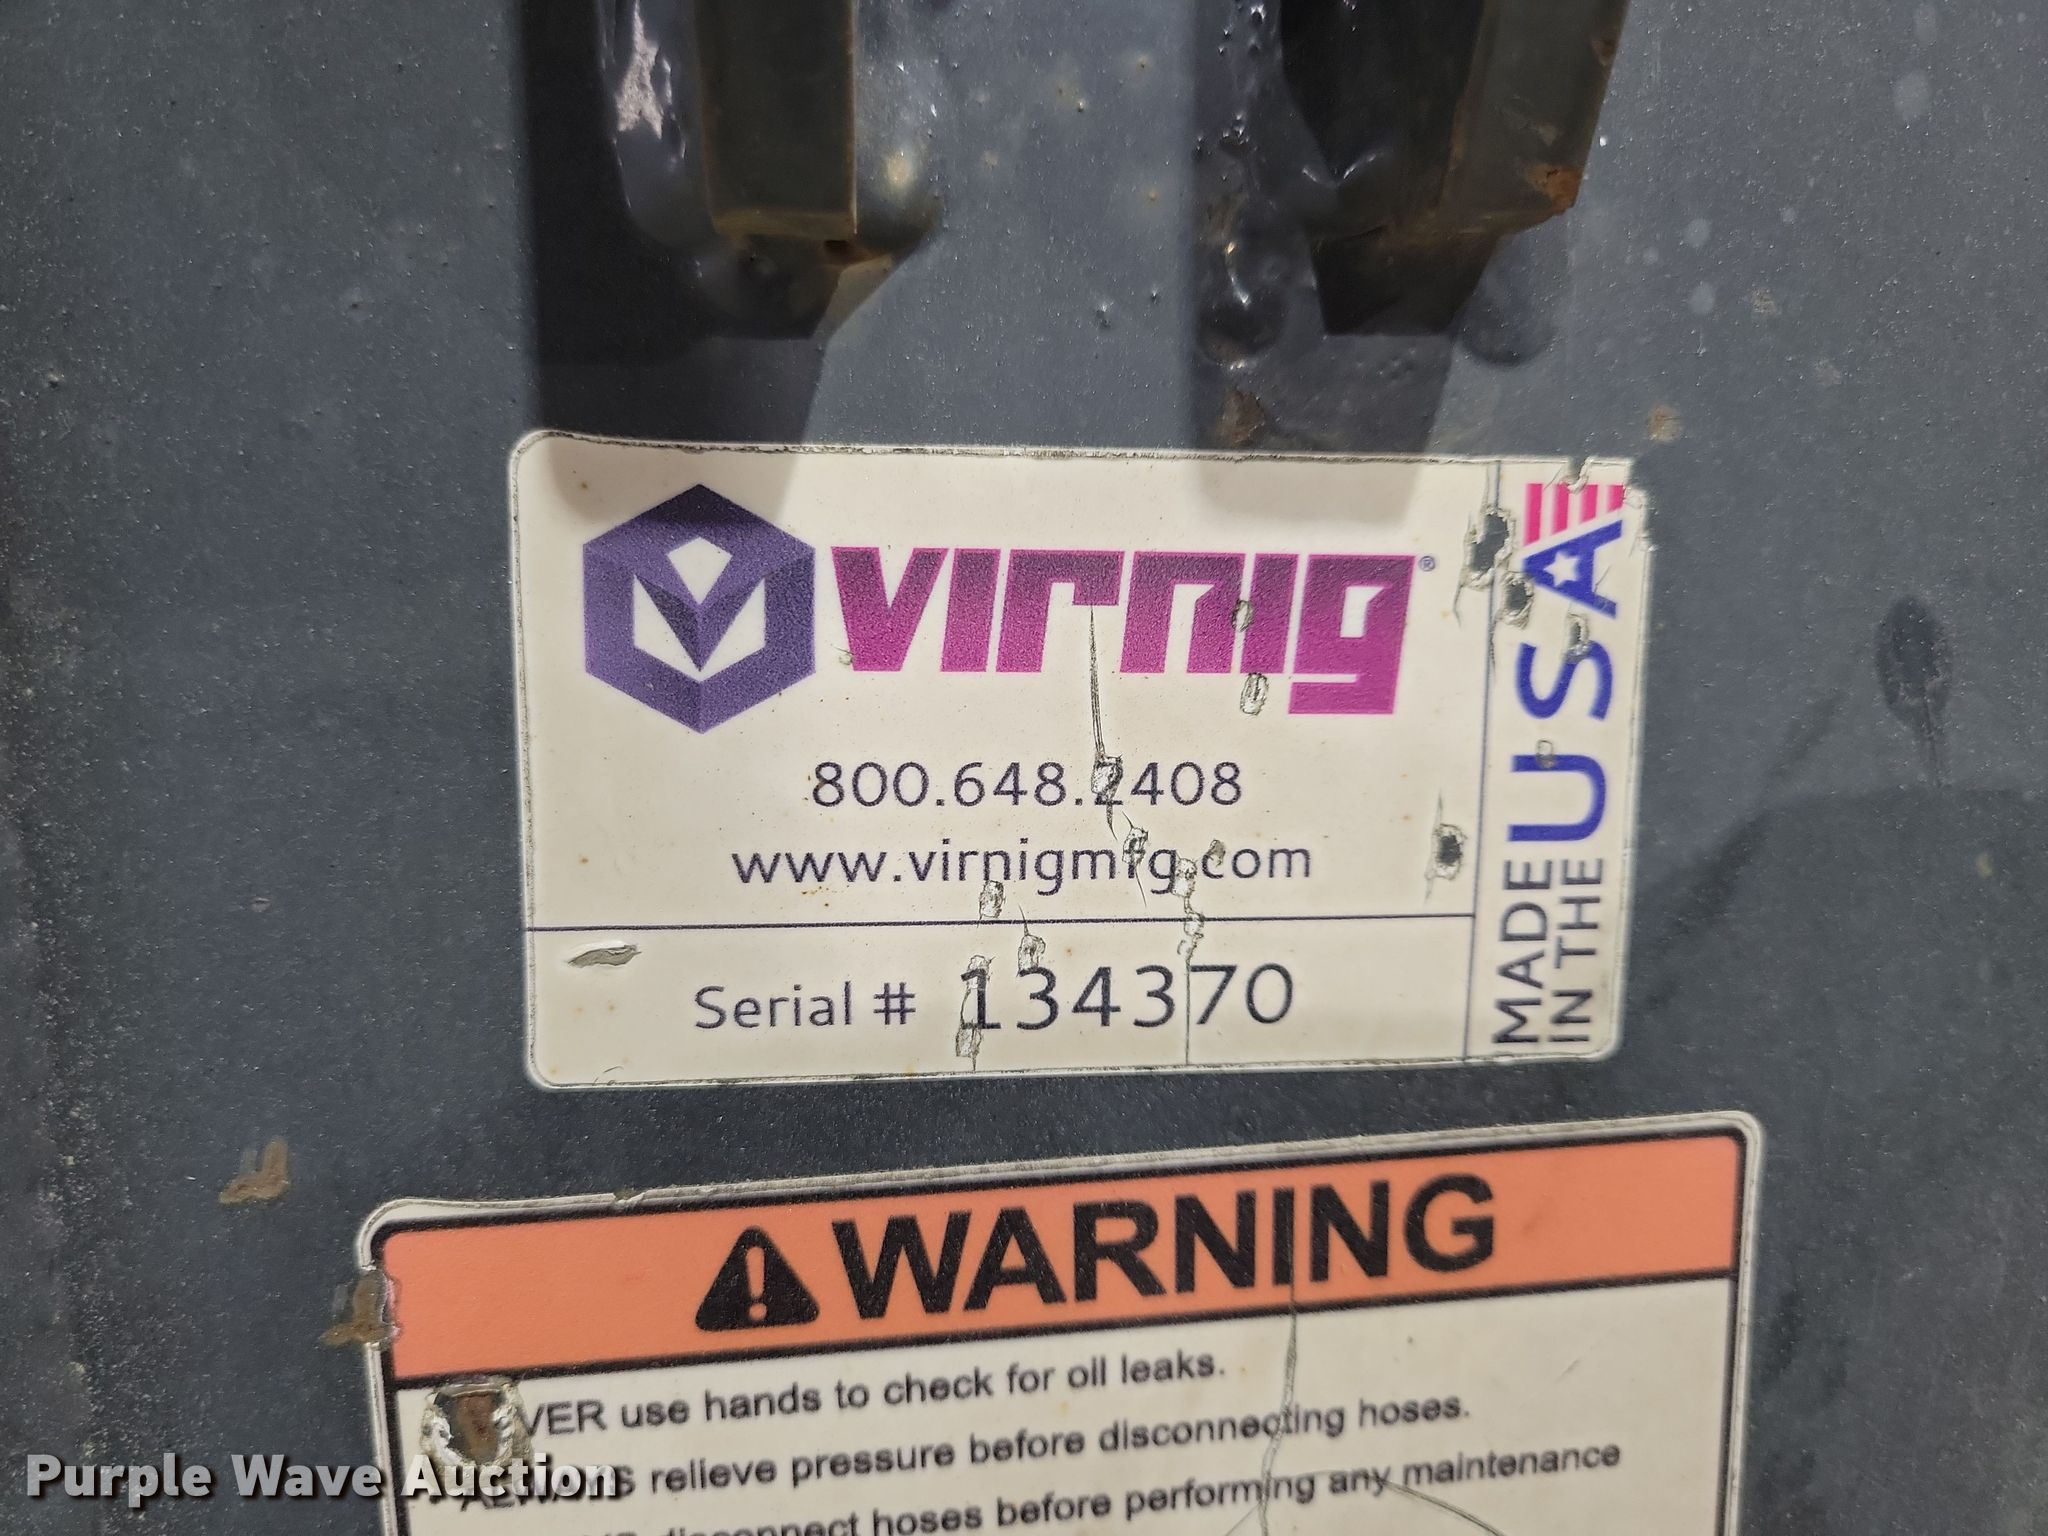 virnig®
800.648.2408
www.virnigmfg.com
Serial # 134370
MADE
IN THE
USA
WARNING
use hands to check for oil leaks.
relieve pressure before disconnecting hoses.
disconnect hoses before performing any maintenance
Purple Wave Auction